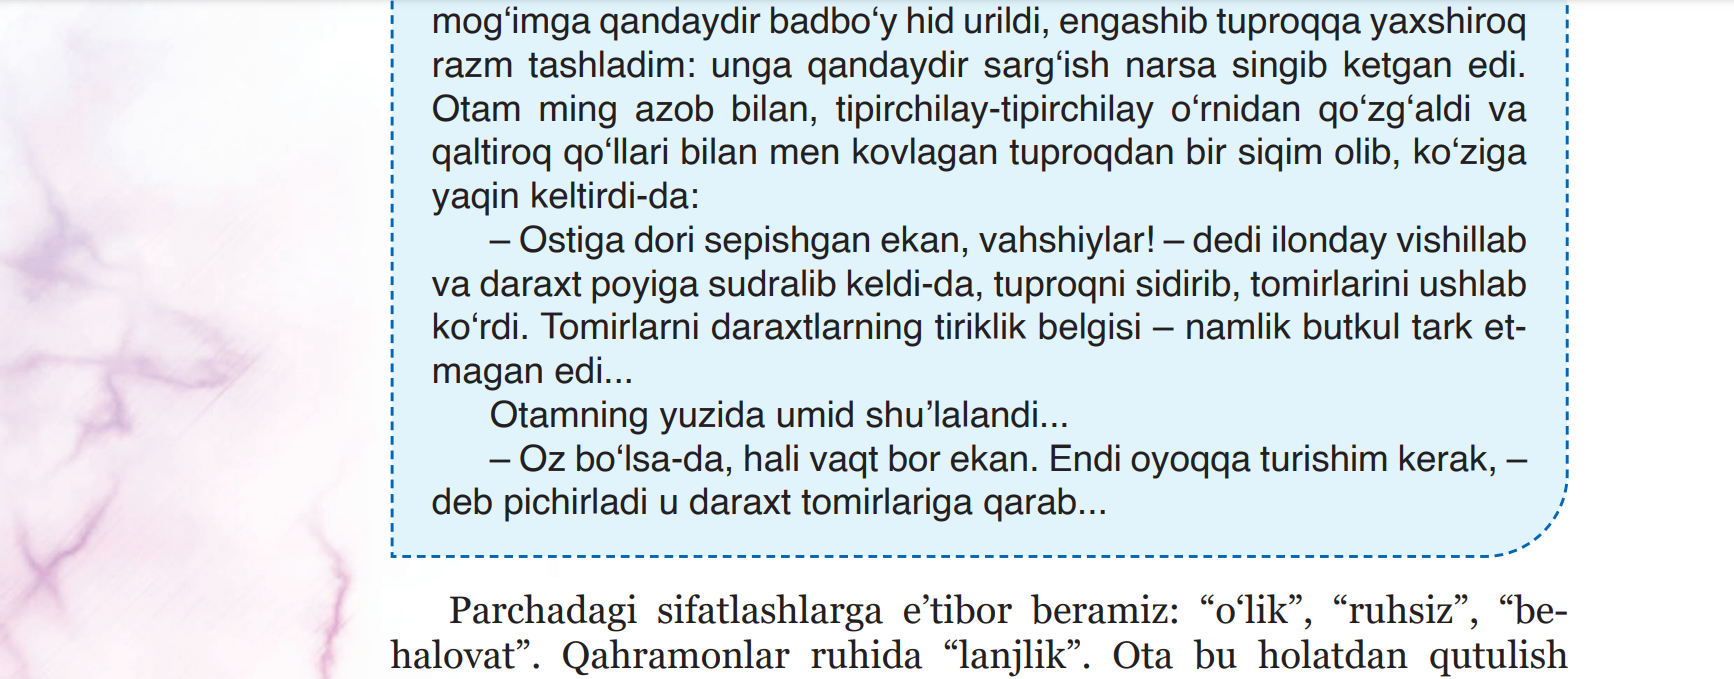 mog‘imga qandaydir badbo‘y hid urildi, engashib tuproqqa yaxshiroq
razm tashladim: unga qandaydir sarg‘ish narsa singib ketgan edi.
Otam ming azob bilan, tipirchilay-tipirchilay o‘rnidan qo‘zg‘aldi va
qaltiroq qo‘llari bilan men kovlagan tuproqdan bir siqim olib, ko‘ziga
yaqin keltirdi-da:
– Ostiga dori sepishgan ekan, vahshiylar! – dedi ilonday vishillab
va daraxt poyiga sudralib keldi-da, tuproqni sidirib, tomirlarini ushlab
ko‘rdi. Tomirlarni daraxtlarning tiriklik belgisi – namlik butkul tark et-
magan edi...
Otamning yuzida umid shu’lalandi...
– Oz bo‘lsa-da, hali vaqt bor ekan. Endi oyoqqa turishim kerak, –
deb pichirladi u daraxt tomirlariga qarab...
Parchadagi sifatlashlarga e’tibor beramiz: “o‘lik”, “ruhsiz”, “be-
halovat”. Qahramonlar ruhida “lanjlik”. Ota bu holatdan qutulish